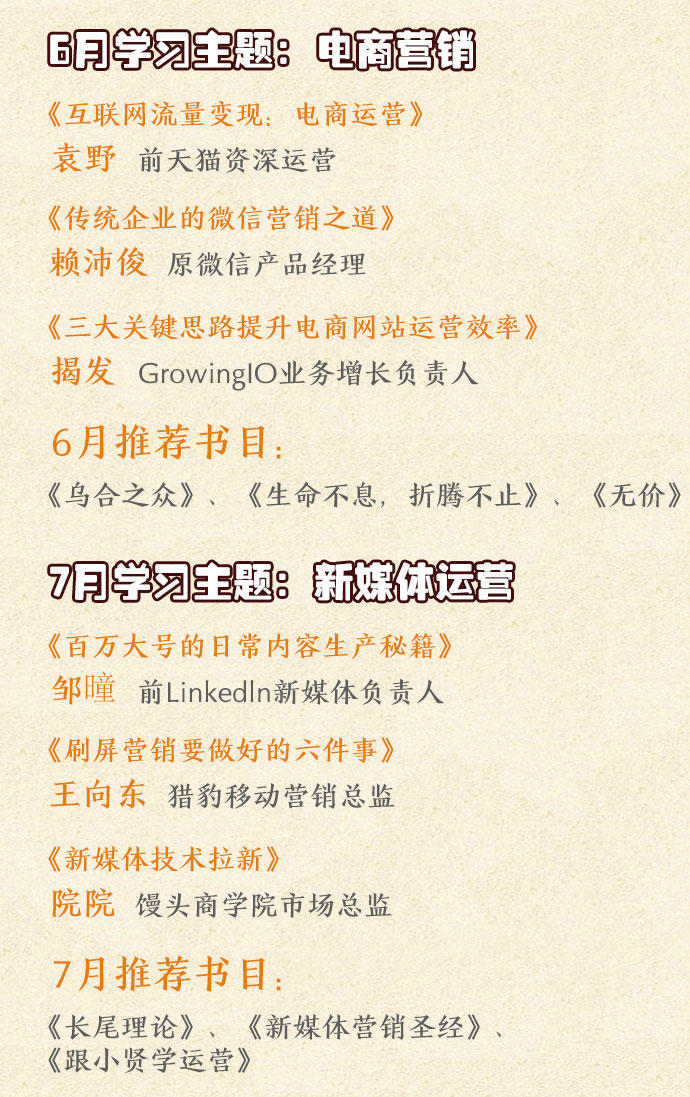 6月学习主题：电商营销
《互联网流量变现：电商运营》
袁野 前天猫资深运营
《传统企业的微信营销之道》
赖沛俊 原微信产品经理
《三大关键思路提升电商网站运营效率》
揭发 GrowingIO业务增长负责人
6月推荐书目：
《乌合之众》、《生命不息，折腾不止》、《无价》
7月学习主题：新媒体运营
《百万大号的日常内容生产秘籍》
邹瞳 前Linkedln新媒体负责人
《刷屏营销要做好的六件事》
王向东 猎豹移动营销总监
《新媒体技术拉新》
院院 馒头商学院市场总监
7月推荐书目：
《长尾理论》、《新媒体营销圣经》、
《跟小贤学运营》